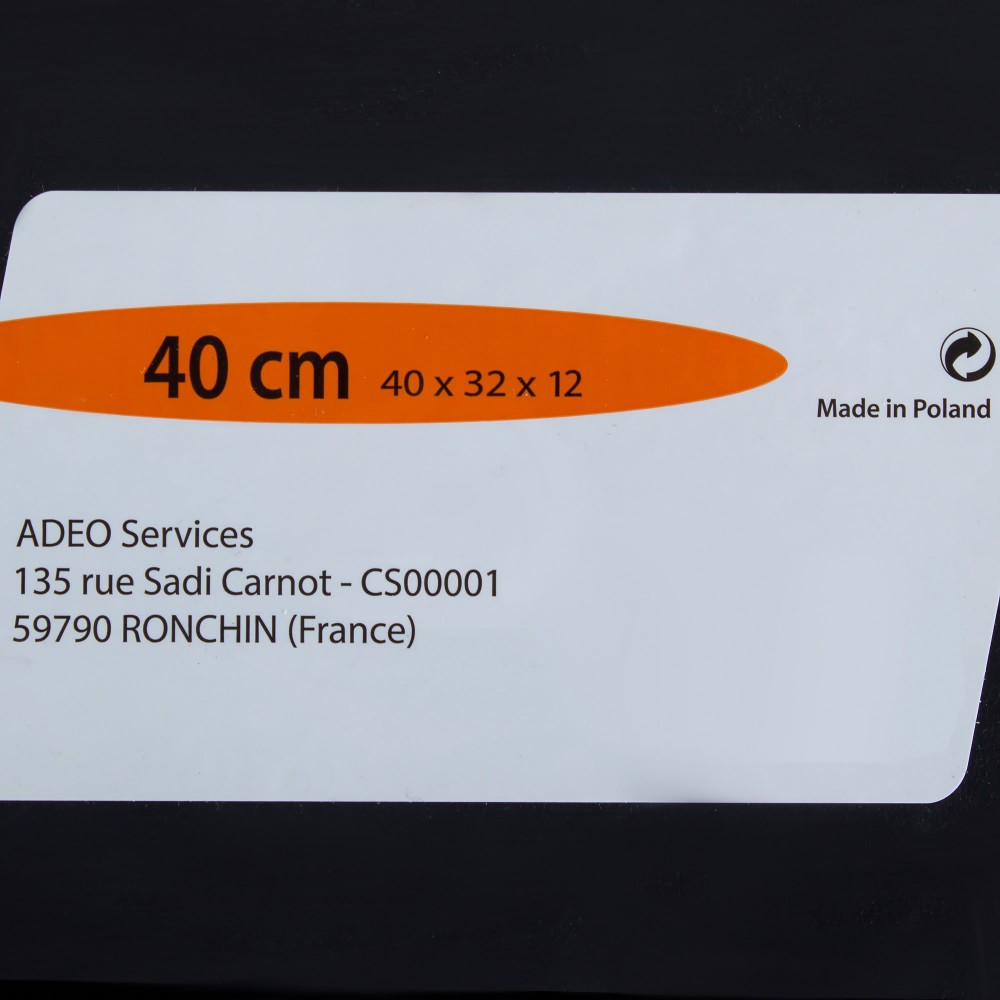 40 cm 40 x 32 x 12
Made in Poland
ADEO Services
135 rue Sadi Carnot - CS00001
59790 RONCHIN (France)